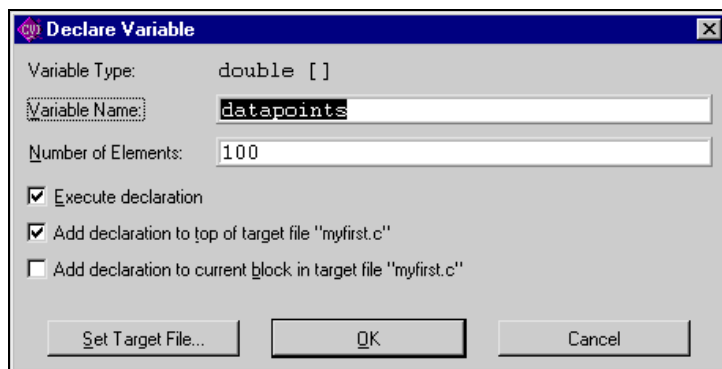 CVI Declare Variable
Variable Type: double []
Variable Name: datapoints
Number of Elements: 100
Execute declaration
Add declaration to top of target file "myfirst.c"
Add declaration to current block in target file "myfirst.c"
Set Target File... OK Cancel